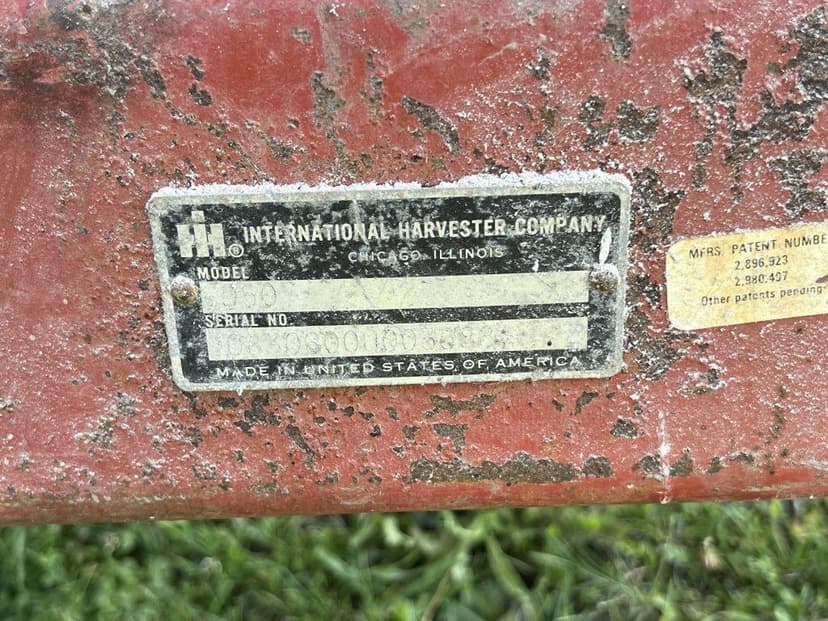 IH® INTERNATIONAL HARVESTER COMPANY
CHICAGO, ILLINOIS
MODEL
SERIAL NO.
MADE IN UNITED STATES OF AMERICA
MFRS. PATENT NUMBE
2,896,923
2,980,497
Other patents pending